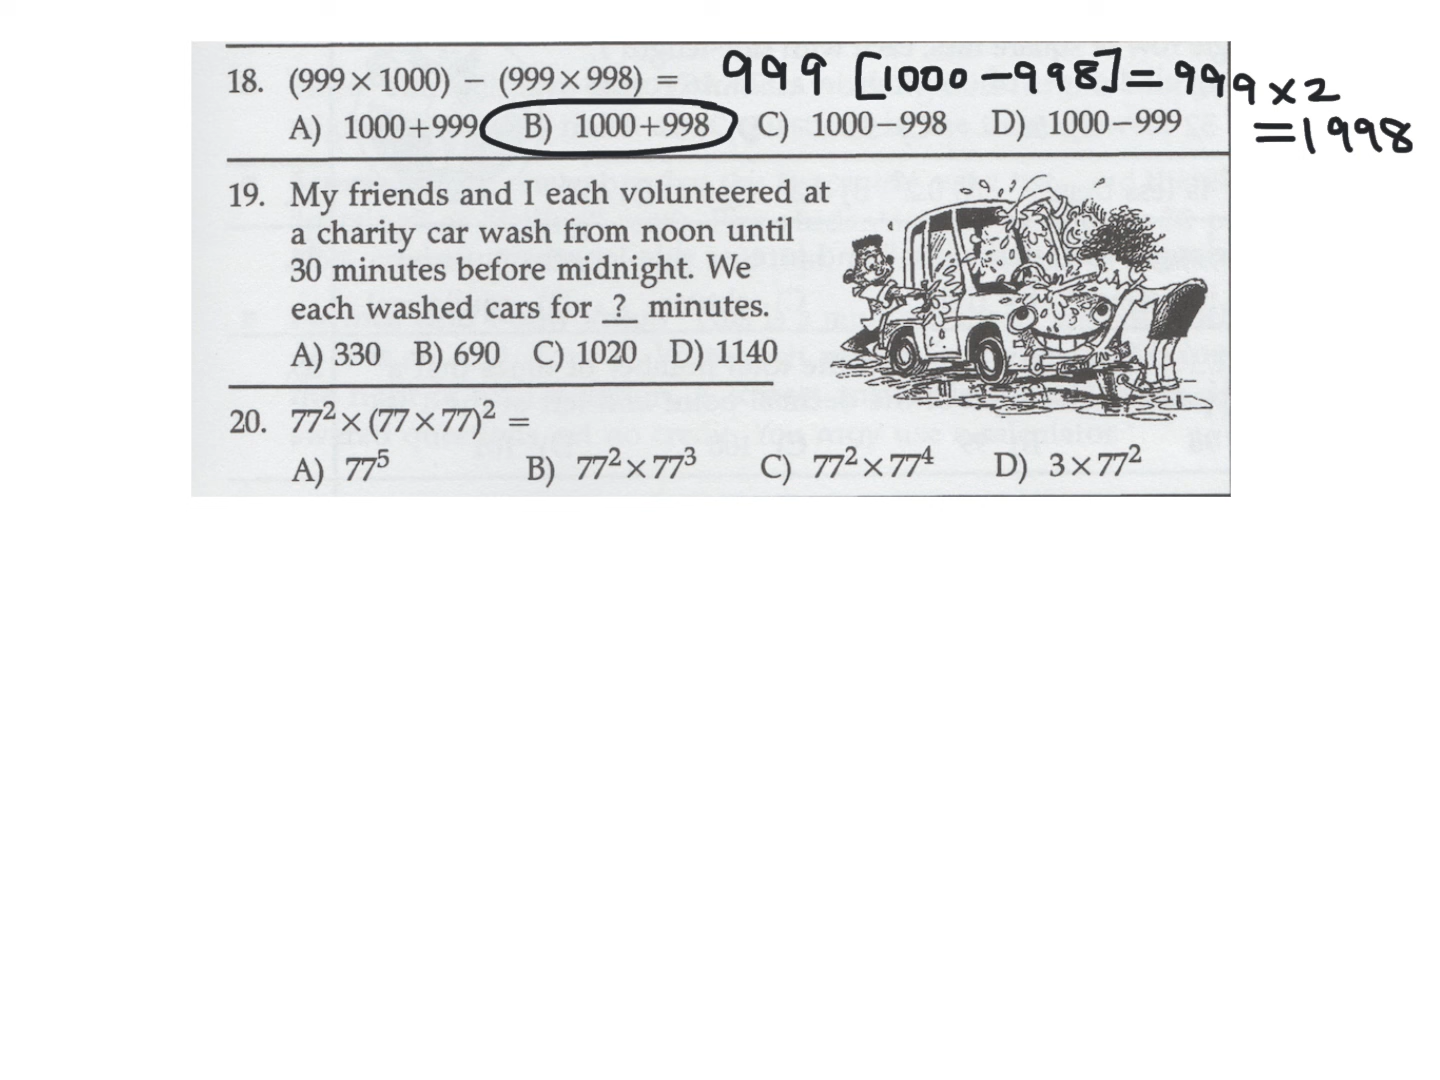 18. (999 × 1000) − (999 × 998) = 999 [1000 − 998] = 999 × 2
= 1998
A) 1000+999 B) 1000+998 C) 1000−998 D) 1000−999
19. My friends and I each volunteered at
a charity car wash from noon until
30 minutes before midnight. We
each washed cars for ? minutes.
A) 330 B) 690 C) 1020 D) 1140
20. 77² × (77 × 77)² =
A) 77⁵ B) 77² × 77³ C) 77² × 77⁴ D) 3 × 77²